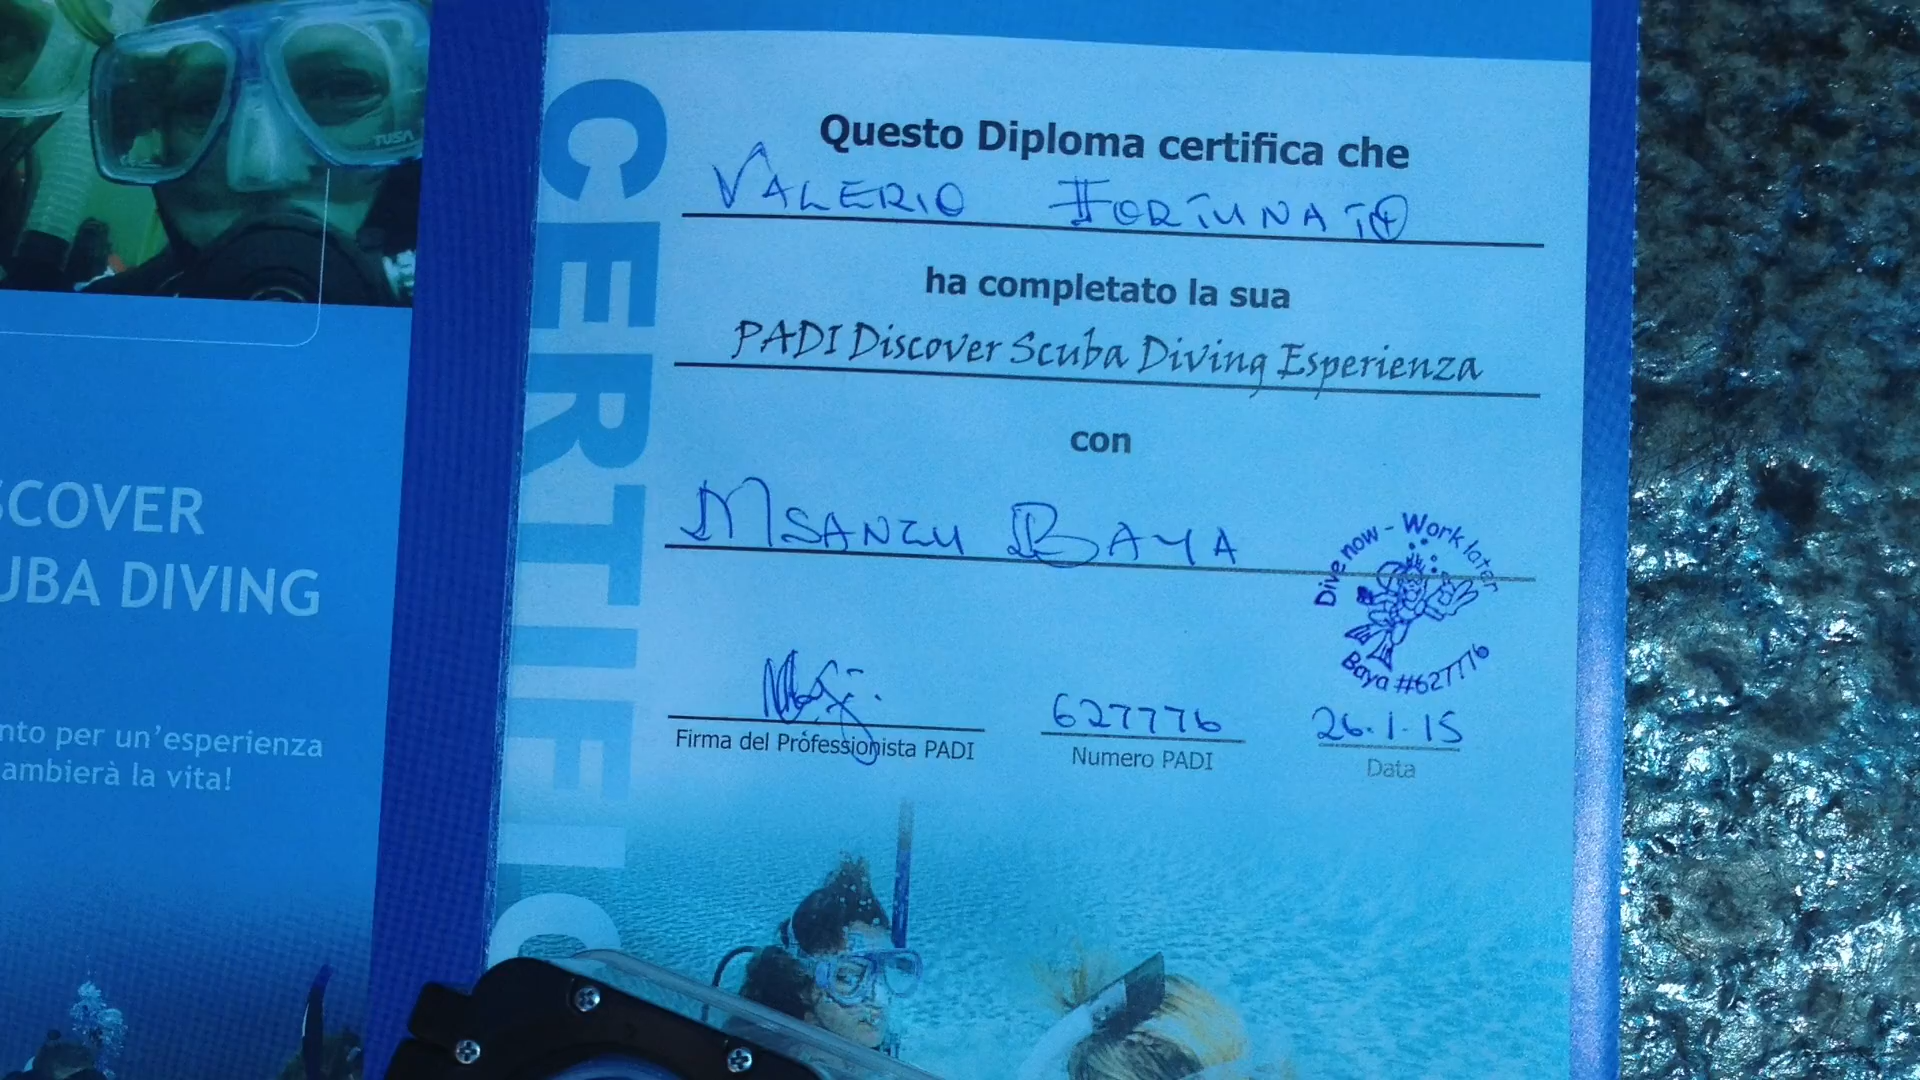 TUSA
SCOVER
UBA DIVING
nto per un'esperienza
ambierà la vita!
CERTIFIC
Questo Diploma certifica che
VALERIO FORTUNATO
ha completato la sua
PADI Discover Scuba Diving Esperienza
con
MSANZU BAYA
Dive now - Work later
Baya #627776
627776 26.1.15
Firma del Professionista PADI Numero PADI Data